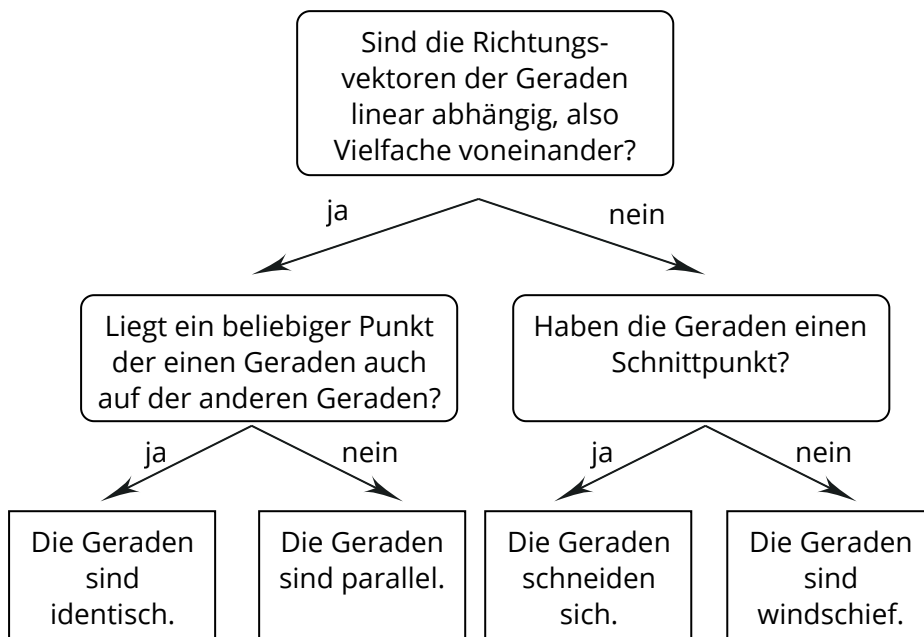 Sind die Richtungs-
vektoren der Geraden
linear abhängig, also
Vielfache voneinander?
ja
nein
Liegt ein beliebiger Punkt
der einen Geraden auch
auf der anderen Geraden?
Haben die Geraden einen
Schnittpunkt?
ja
nein
ja
nein
Die Geraden
sind
identisch.
Die Geraden
sind parallel.
Die Geraden
schneiden
sich.
Die Geraden
sind
windschief.